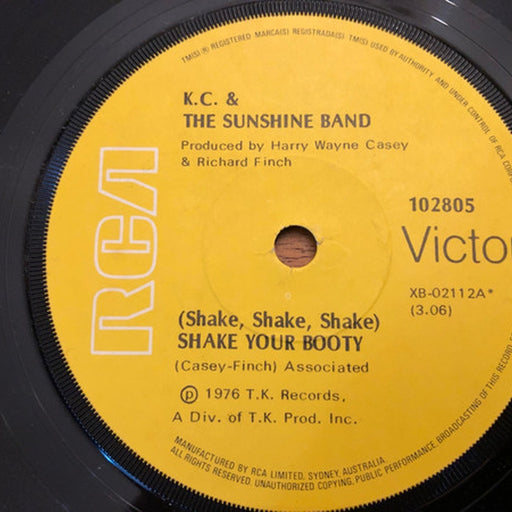 TM(S)·® REGISTERED MARCA(S) REGISTRADA(S) TM(S) USED BY AUTHORITY AND UNDER CONTROL OF RCA
K.C. &
THE SUNSHINE BAND
Produced by Harry Wayne Casey
& Richard Finch
RCA
102805
Victo
XB-02112A*
(3.06)
(Shake, Shake, Shake)
SHAKE YOUR BOOTY
(Casey-Finch) Associated
℗ 1976 T.K. Records,
A Div. of T.K. Prod. Inc.
MANUFACTURED BY RCA LIMITED, SYDNEY, AUSTRALIA
ALL RIGHTS RESERVED. UNAUTHORIZED COPYING, PUBLIC PERFORMANCE, BROADCASTING OF THIS RECORD